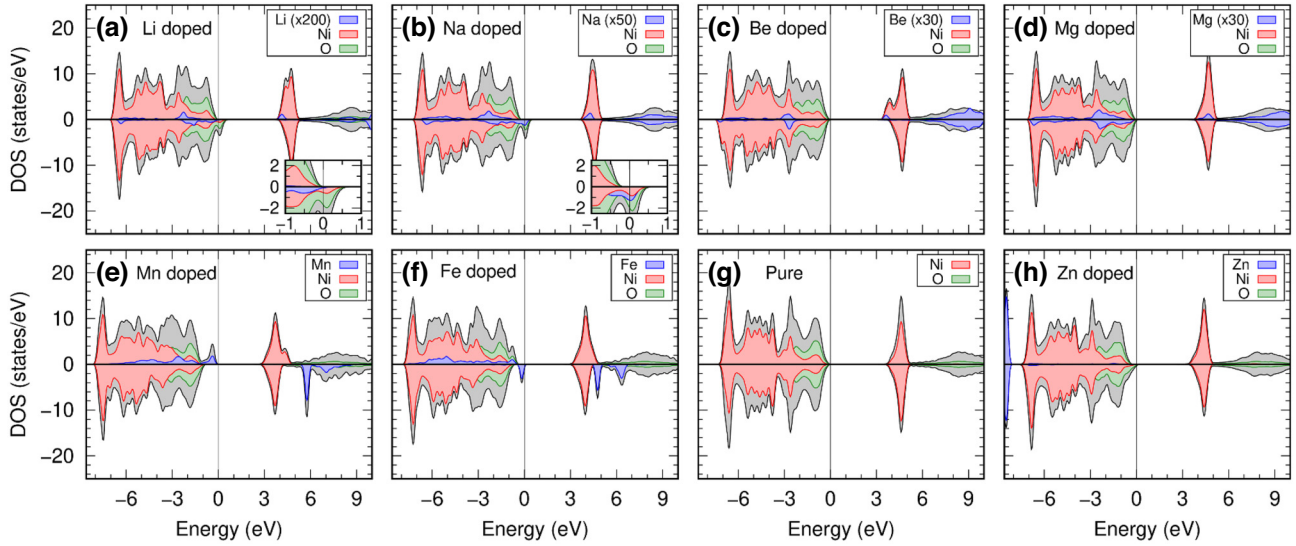 (a) Li doped
Li (x200)
Ni
O
(b) Na doped
Na (x50)
Ni
O
(c) Be doped
Be (x30)
Ni
O
(d) Mg doped
Mg (x30)
Ni
O
DOS (states/eV)
20
10
0
−10
−20
2
0
−2
−1 0 1
2
0
−2
−1 0 1
(e) Mn doped
Mn
Ni
O
(f) Fe doped
Fe
Ni
O
(g) Pure
Ni
O
(h) Zn doped
Zn
Ni
O
DOS (states/eV)
20
10
0
−10
−20
−6 −3 0 3 6 9
−6 −3 0 3 6 9
−6 −3 0 3 6 9
−6 −3 0 3 6 9
Energy (eV)
Energy (eV)
Energy (eV)
Energy (eV)